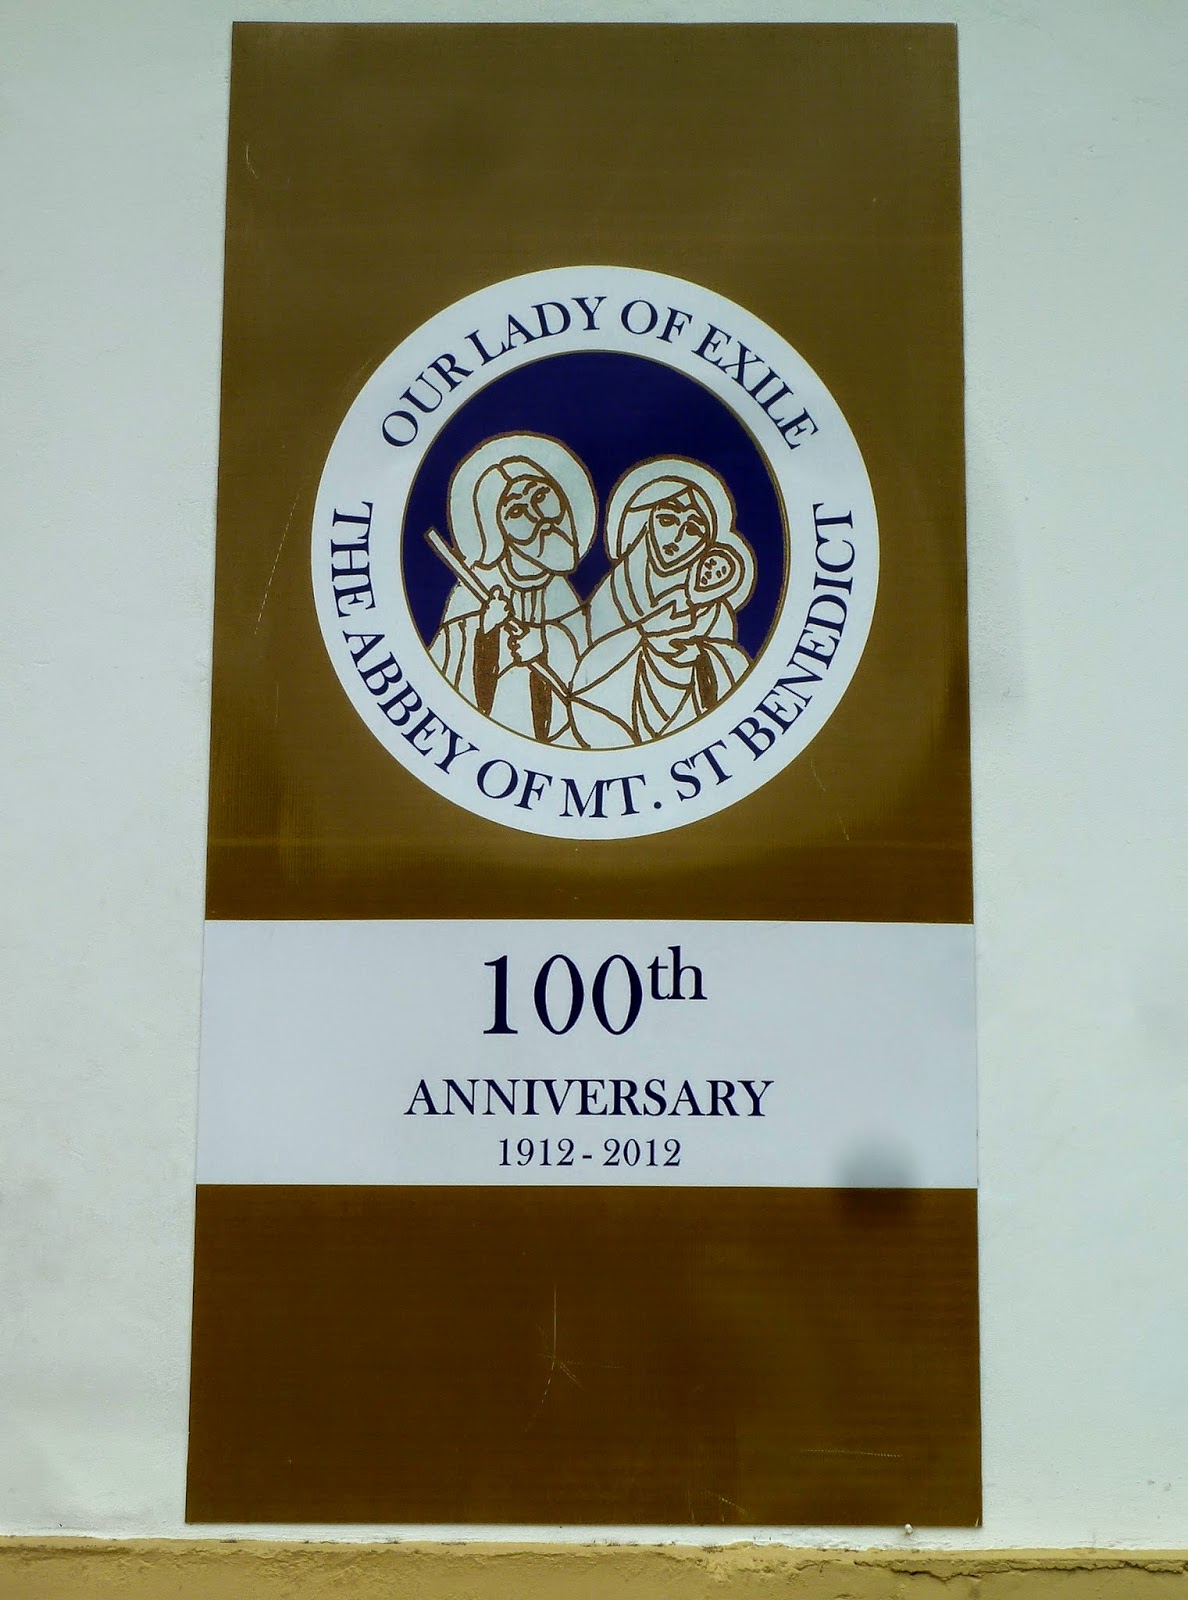 OUR LADY OF EXILE
THE ABBEY OF MT. ST BENEDICT
100th
ANNIVERSARY
1912 - 2012